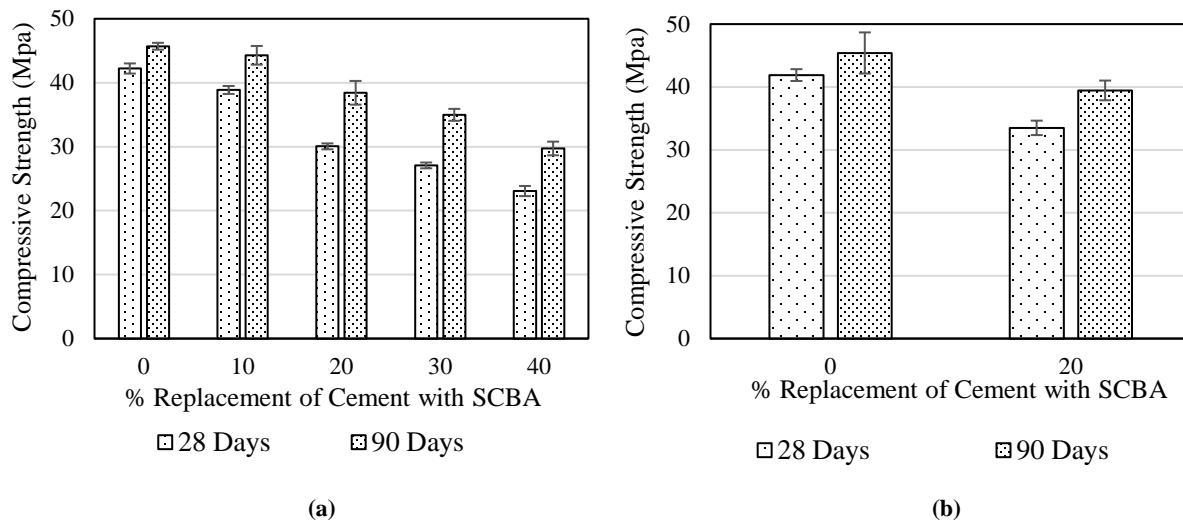 Compressive Strength (Mpa)
50
40
30
20
10
0
0 10 20 30 40
% Replacement of Cement with SCBA
28 Days 90 Days
(a)
Compressive Strength (Mpa)
50
40
30
20
10
0
0 20
% Replacement of Cement with SCBA
28 Days 90 Days
(b)